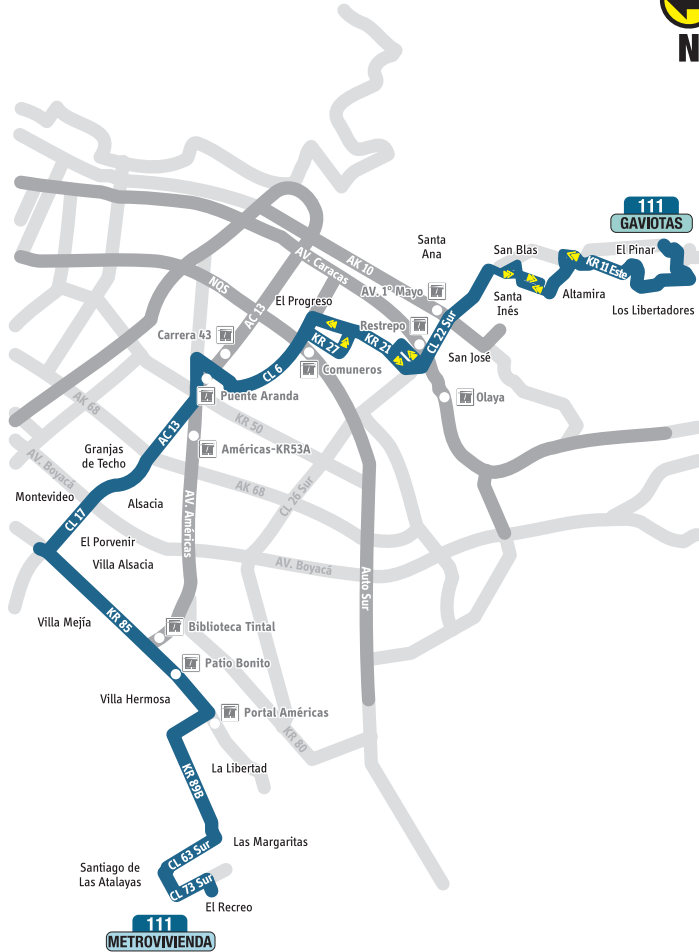 N
111
GAVIOTAS
Santa
Ana
San Blas
El Pinar
KR 11 Este
Santa
Inés
Altamira
Los Libertadores
AV. Caracas
AK 10
NQS
AV. 1° Mayo
El Progreso
AC 13
Restrepo
CL 22 Sur
Carrera 43
KR 27
KR 21
San José
CL 6
Comuneros
Puente Aranda
Olaya
AK 68
KR 50
AC 13
Granjas
de Techo
Américas-KR53A
AV. Boyacá
AK 68
CL 26 Sur
Montevideo
Alsacia
CL 17
AV. Américas
El Porvenir
Villa Alsacia
AV. Boyacá
Auto Sur
Villa Mejía
KR 85
Biblioteca Tintal
Patio Bonito
Villa Hermosa
Portal Américas
KR 80
La Libertad
KR 89B
Las Margaritas
CL 63 Sur
Santiago de
Las Atalayas
CL 73 Sur
El Recreo
111
METROVIVIENDA